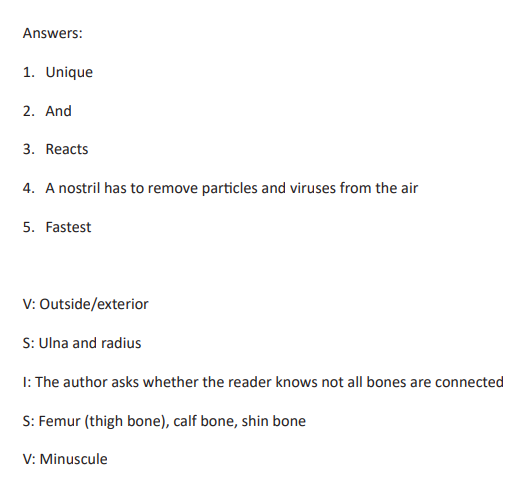 Answers:
1. Unique
2. And
3. Reacts
4. A nostril has to remove particles and viruses from the air
5. Fastest
V: Outside/exterior
S: Ulna and radius
I: The author asks whether the reader knows not all bones are connected
S: Femur (thigh bone), calf bone, shin bone
V: Minuscule